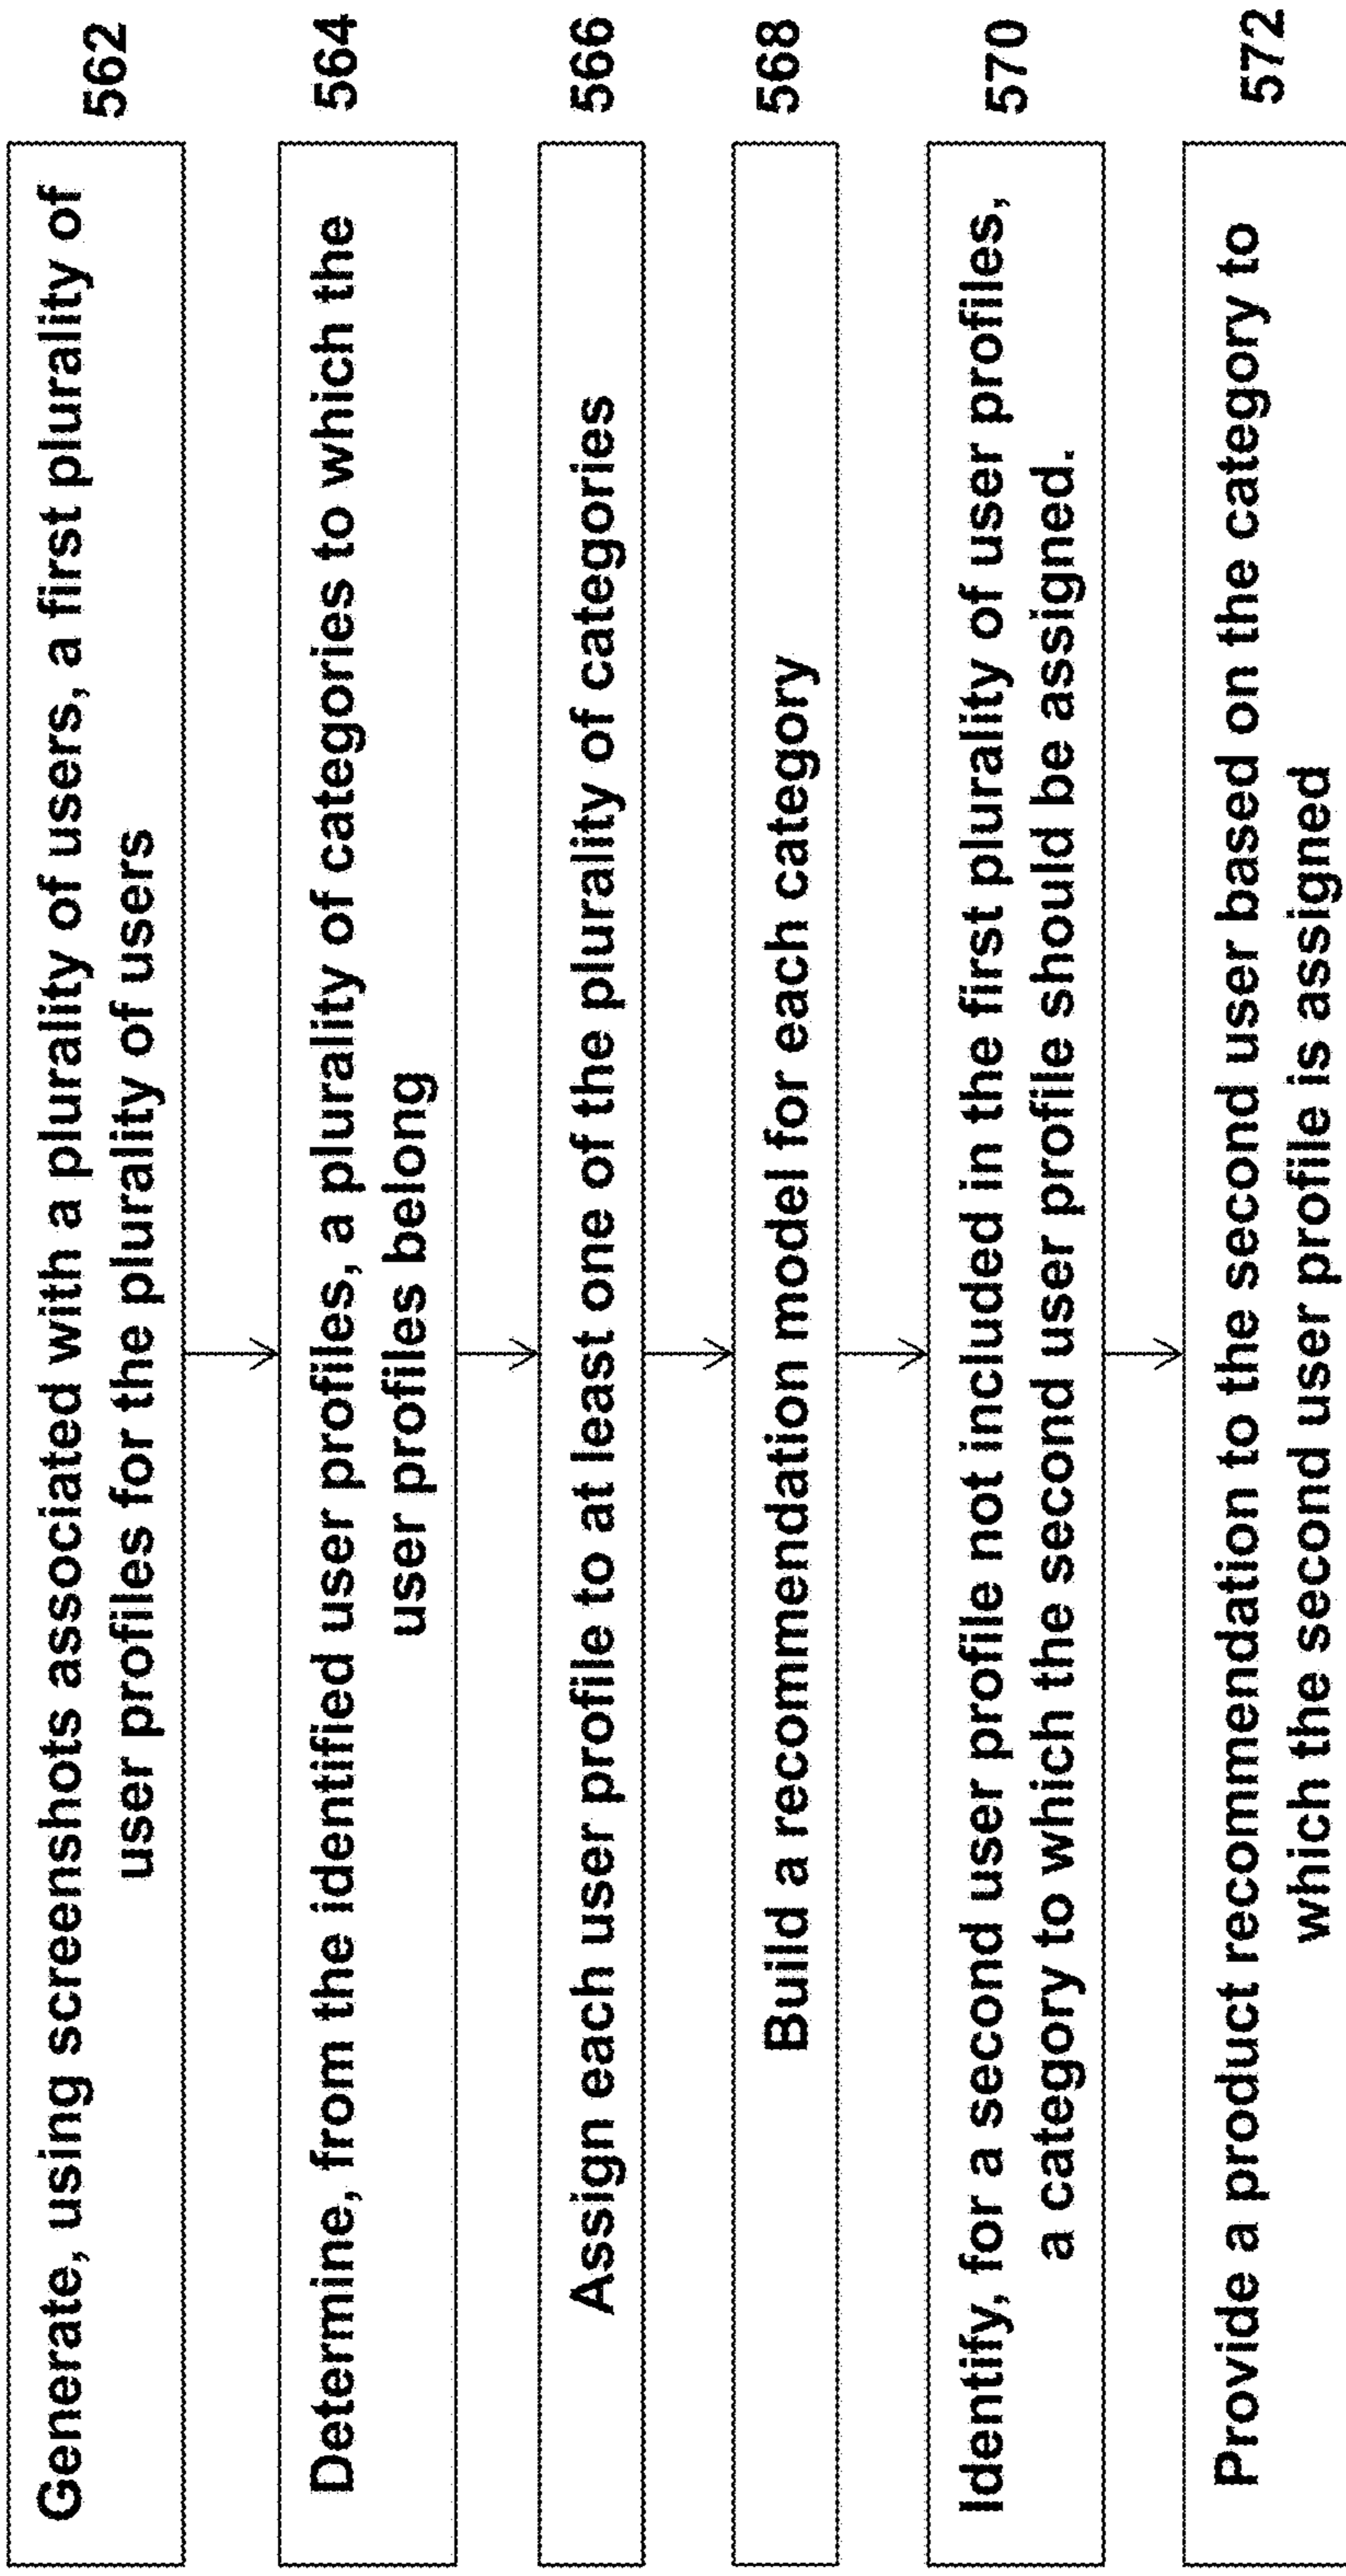 Generate, using screenshots associated with a plurality of users, a first plurality of
user profiles for the plurality of users
562
Determine, from the identified user profiles, a plurality of categories to which the
user profiles belong
564
Assign each user profile to at least one of the plurality of categories
566
Build a recommendation model for each category
568
Identify, for a second user profile not included in the first plurality of user profiles,
a category to which the second user profile should be assigned.
570
Provide a product recommendation to the second user based on the category to
which the second user profile is assigned
572